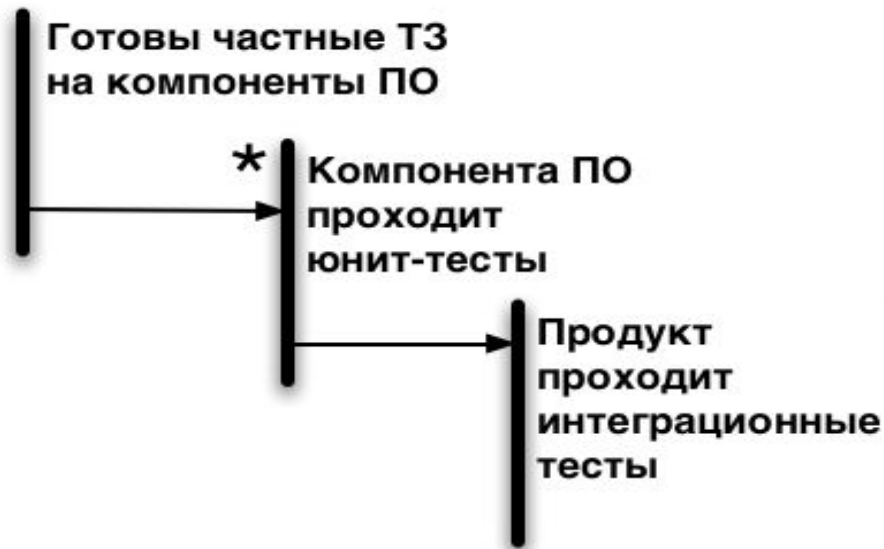 Готовы частные ТЗ
на компоненты ПО
* Компонента ПО
проходит
юнит-тесты
Продукт
проходит
интеграционные
тесты